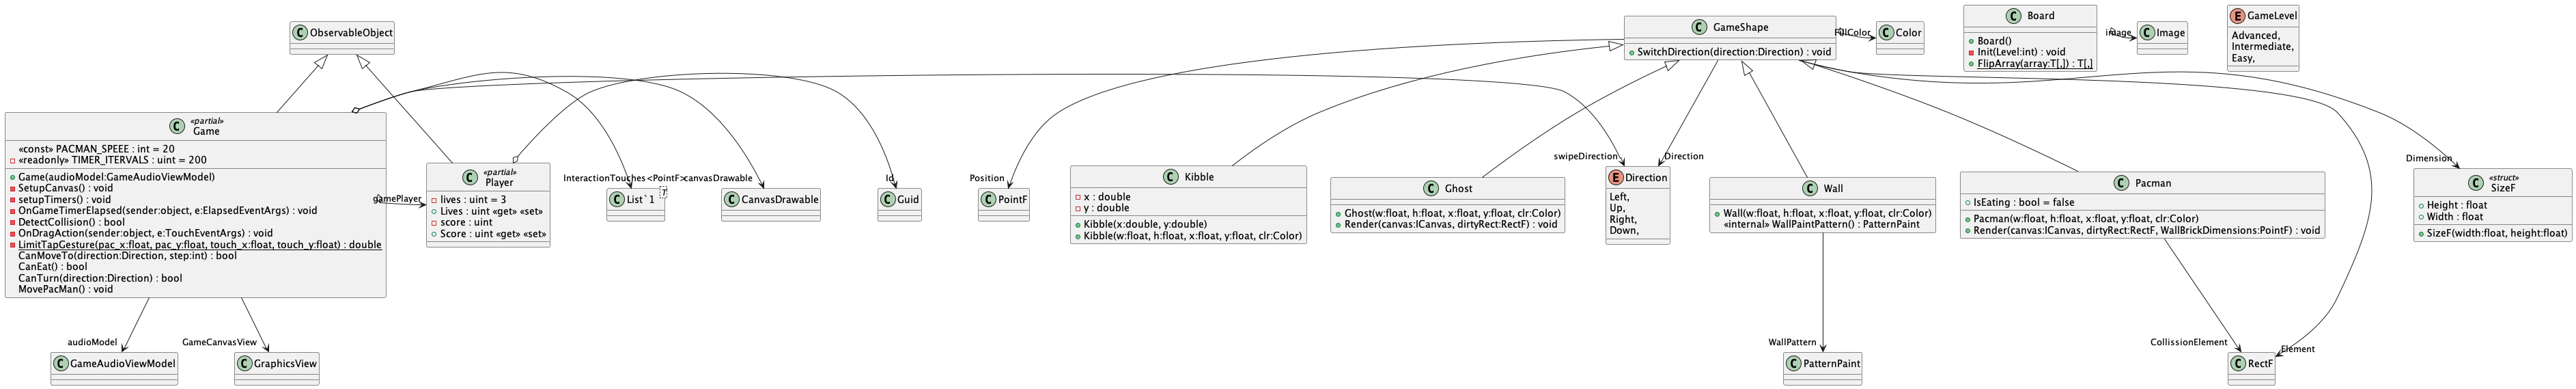 C ObservableObject
C GameShape
SwitchDirection(direction:Direction) : void
FillColor
C Color
C Board
Board()
Init(Level:int) : void
FlipArray(array:T[,]) : T[,]
image
C Image
E GameLevel
Advanced,
Intermediate,
Easy,
C «partial»
Game
«const» PACMAN_SPEEE : int = 20
«readonly» TIMER_ITERVALS : uint = 200
Game(audioModel:GameAudioViewModel)
SetupCanvas() : void
setupTimers() : void
OnGameTimerElapsed(sender:object, e:ElapsedEventArgs) : void
DetectCollision() : bool
OnDragAction(sender:object, e:TouchEventArgs) : void
LimitTapGesture(pac_x:float, pac_y:float, touch_x:float, touch_y:float) : double
CanMoveTo(direction:Direction, step:int) : bool
CanEat() : bool
CanTurn(direction:Direction) : bool
MovePacMan() : void
gamePlayer
C «partial»
Player
lives : uint = 3
score : uint
Lives : uint «get» «set»
Score : uint «get» «set»
InteractionTouches<PointF>
C List`1
T
canvasDrawable
C CanvasDrawable
Id
C Guid
Position
C PointF
C Kibble
x : double
y : double
Kibble(x:double, y:double)
Kibble(w:float, h:float, x:float, y:float, clr:Color)
C Ghost
Ghost(w:float, h:float, x:float, y:float, clr:Color)
Render(canvas:ICanvas, dirtyRect:RectF) : void
swipeDirection
Direction
E Direction
Left,
Up,
Right,
Down,
C Wall
Wall(w:float, h:float, x:float, y:float, clr:Color)
«internal» WallPaintPattern() : PatternPaint
C Pacman
IsEating : bool = false
Pacman(w:float, h:float, x:float, y:float, clr:Color)
Render(canvas:ICanvas, dirtyRect:RectF, WallBrickDimensions:PointF) : void
Dimension
C «struct»
SizeF
Height : float
Width : float
SizeF(width:float, height:float)
audioModel
C GameAudioViewModel
GameCanvasView
C GraphicsView
WallPattern
C PatternPaint
CollissionElement
Element
C RectF